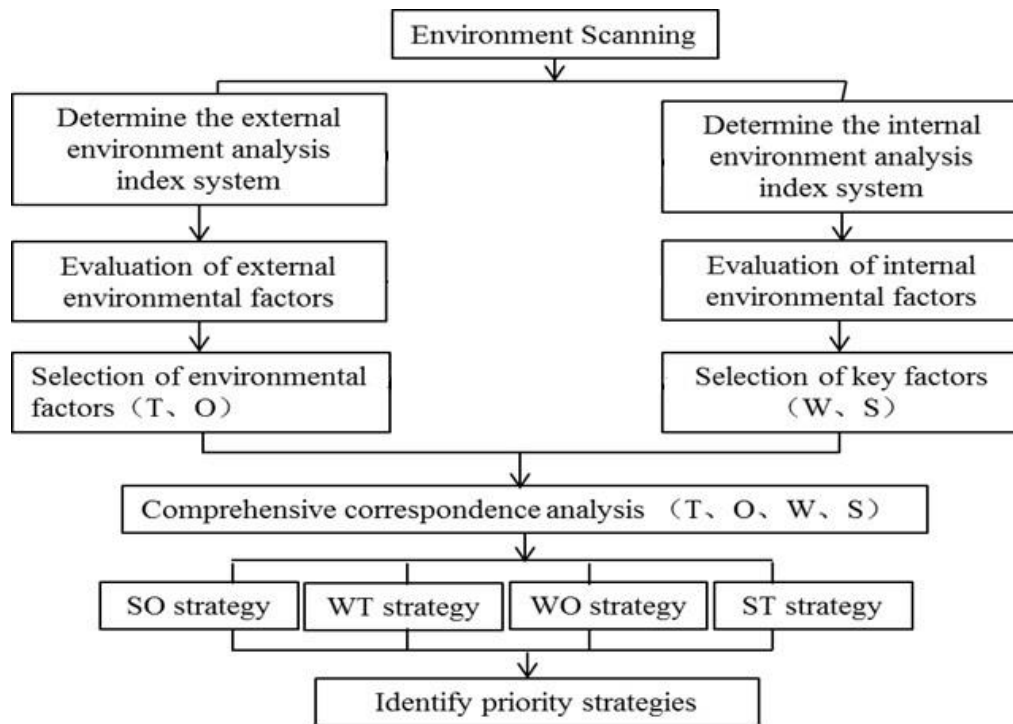 Environment Scanning
Determine the external
environment analysis
index system
Determine the internal
environment analysis
index system
Evaluation of external
environmental factors
Evaluation of internal
environmental factors
Selection of environmental
factors（T、O）
Selection of key factors
（W、S）
Comprehensive correspondence analysis （T、O、W、S）
SO strategy
WT strategy
WO strategy
ST strategy
Identify priority strategies